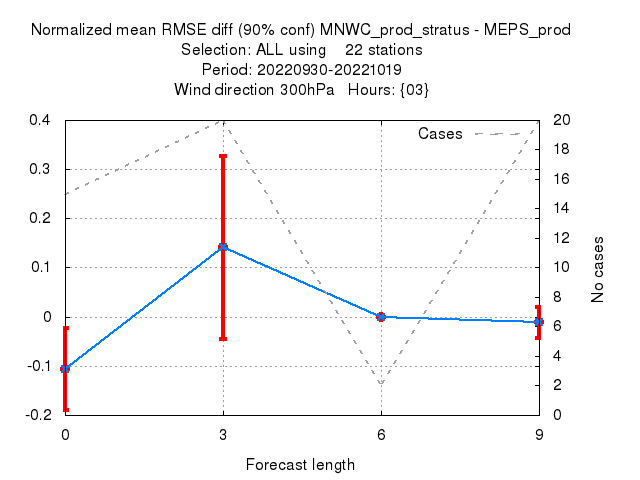 Normalized mean RMSE diff (90% conf) MNWC_prod_stratus - MEPS_prod
Selection: ALL using 22 stations
Period: 20220930-20221019
Wind direction 300hPa Hours: {03}
Cases
0.4
0.3
0.2
0.1
0
-0.1
-0.2
20
18
16
14
12
10
8
6
4
2
0
No cases
0 3 6 9
Forecast length